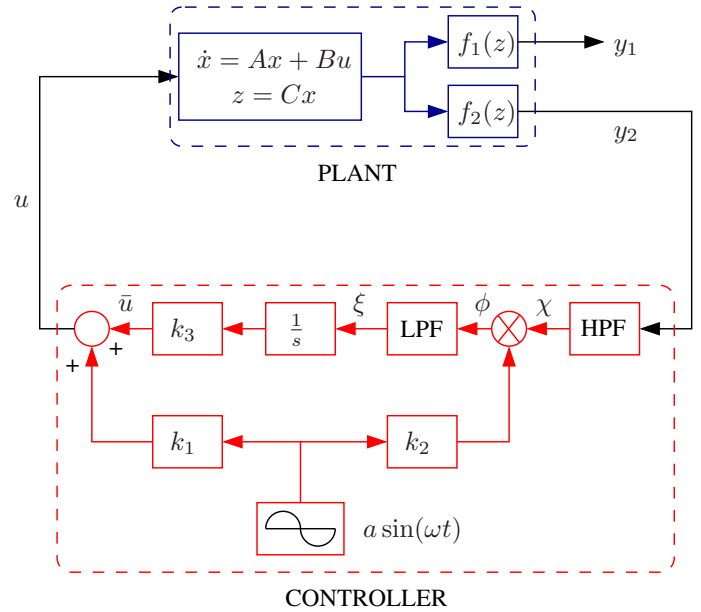 ẋ = Ax + Bu
z = Cx
f₁(z)
y₁
f₂(z)
y₂
PLANT
u
ū
k₃
1/s
ξ
LPF
ϕ
χ
HPF
+
+
k₁
k₂
a sin(ωt)
CONTROLLER